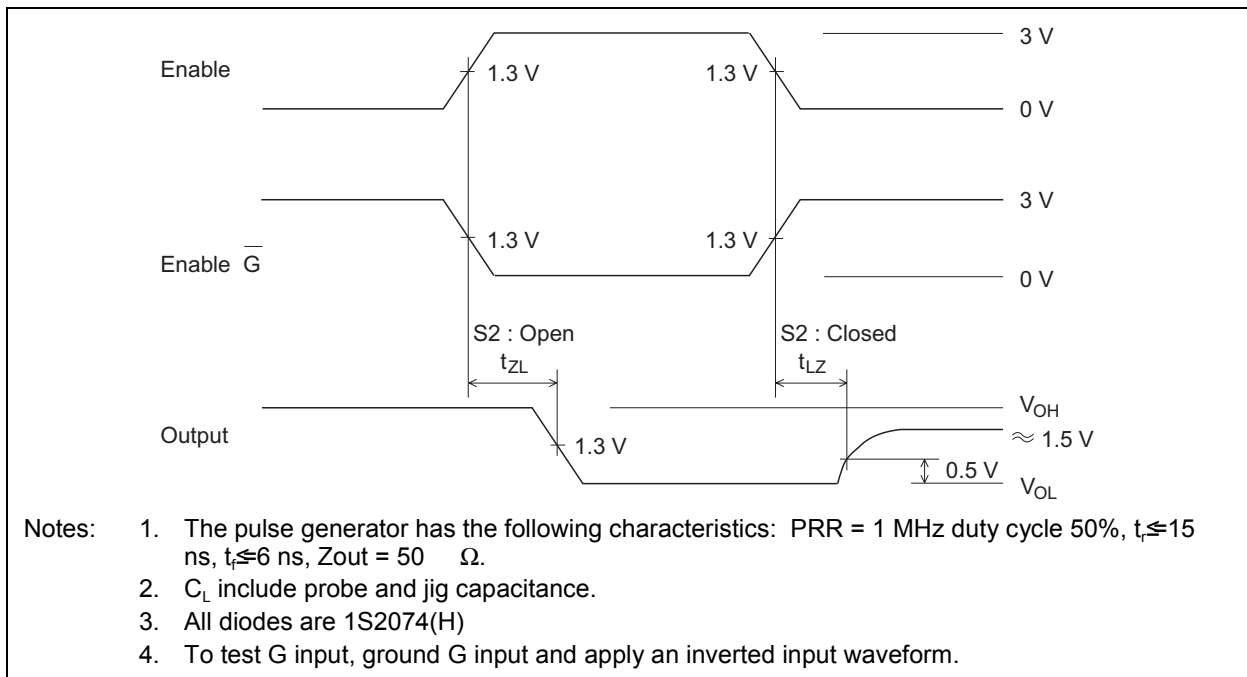 3 V
Enable
1.3 V 1.3 V
0 V
3 V
1.3 V 1.3 V
Enable G̅
0 V
S2 : Open S2 : Closed
tZL tLZ
VOH
Output
≈ 1.5 V
1.3 V
0.5 V
VOL
Notes: 1. The pulse generator has the following characteristics: PRR = 1 MHz duty cycle 50%, tr≦15
ns, tf≦6 ns, Zout = 50 Ω.
2. CL include probe and jig capacitance.
3. All diodes are 1S2074(H)
4. To test G input, ground G input and apply an inverted input waveform.